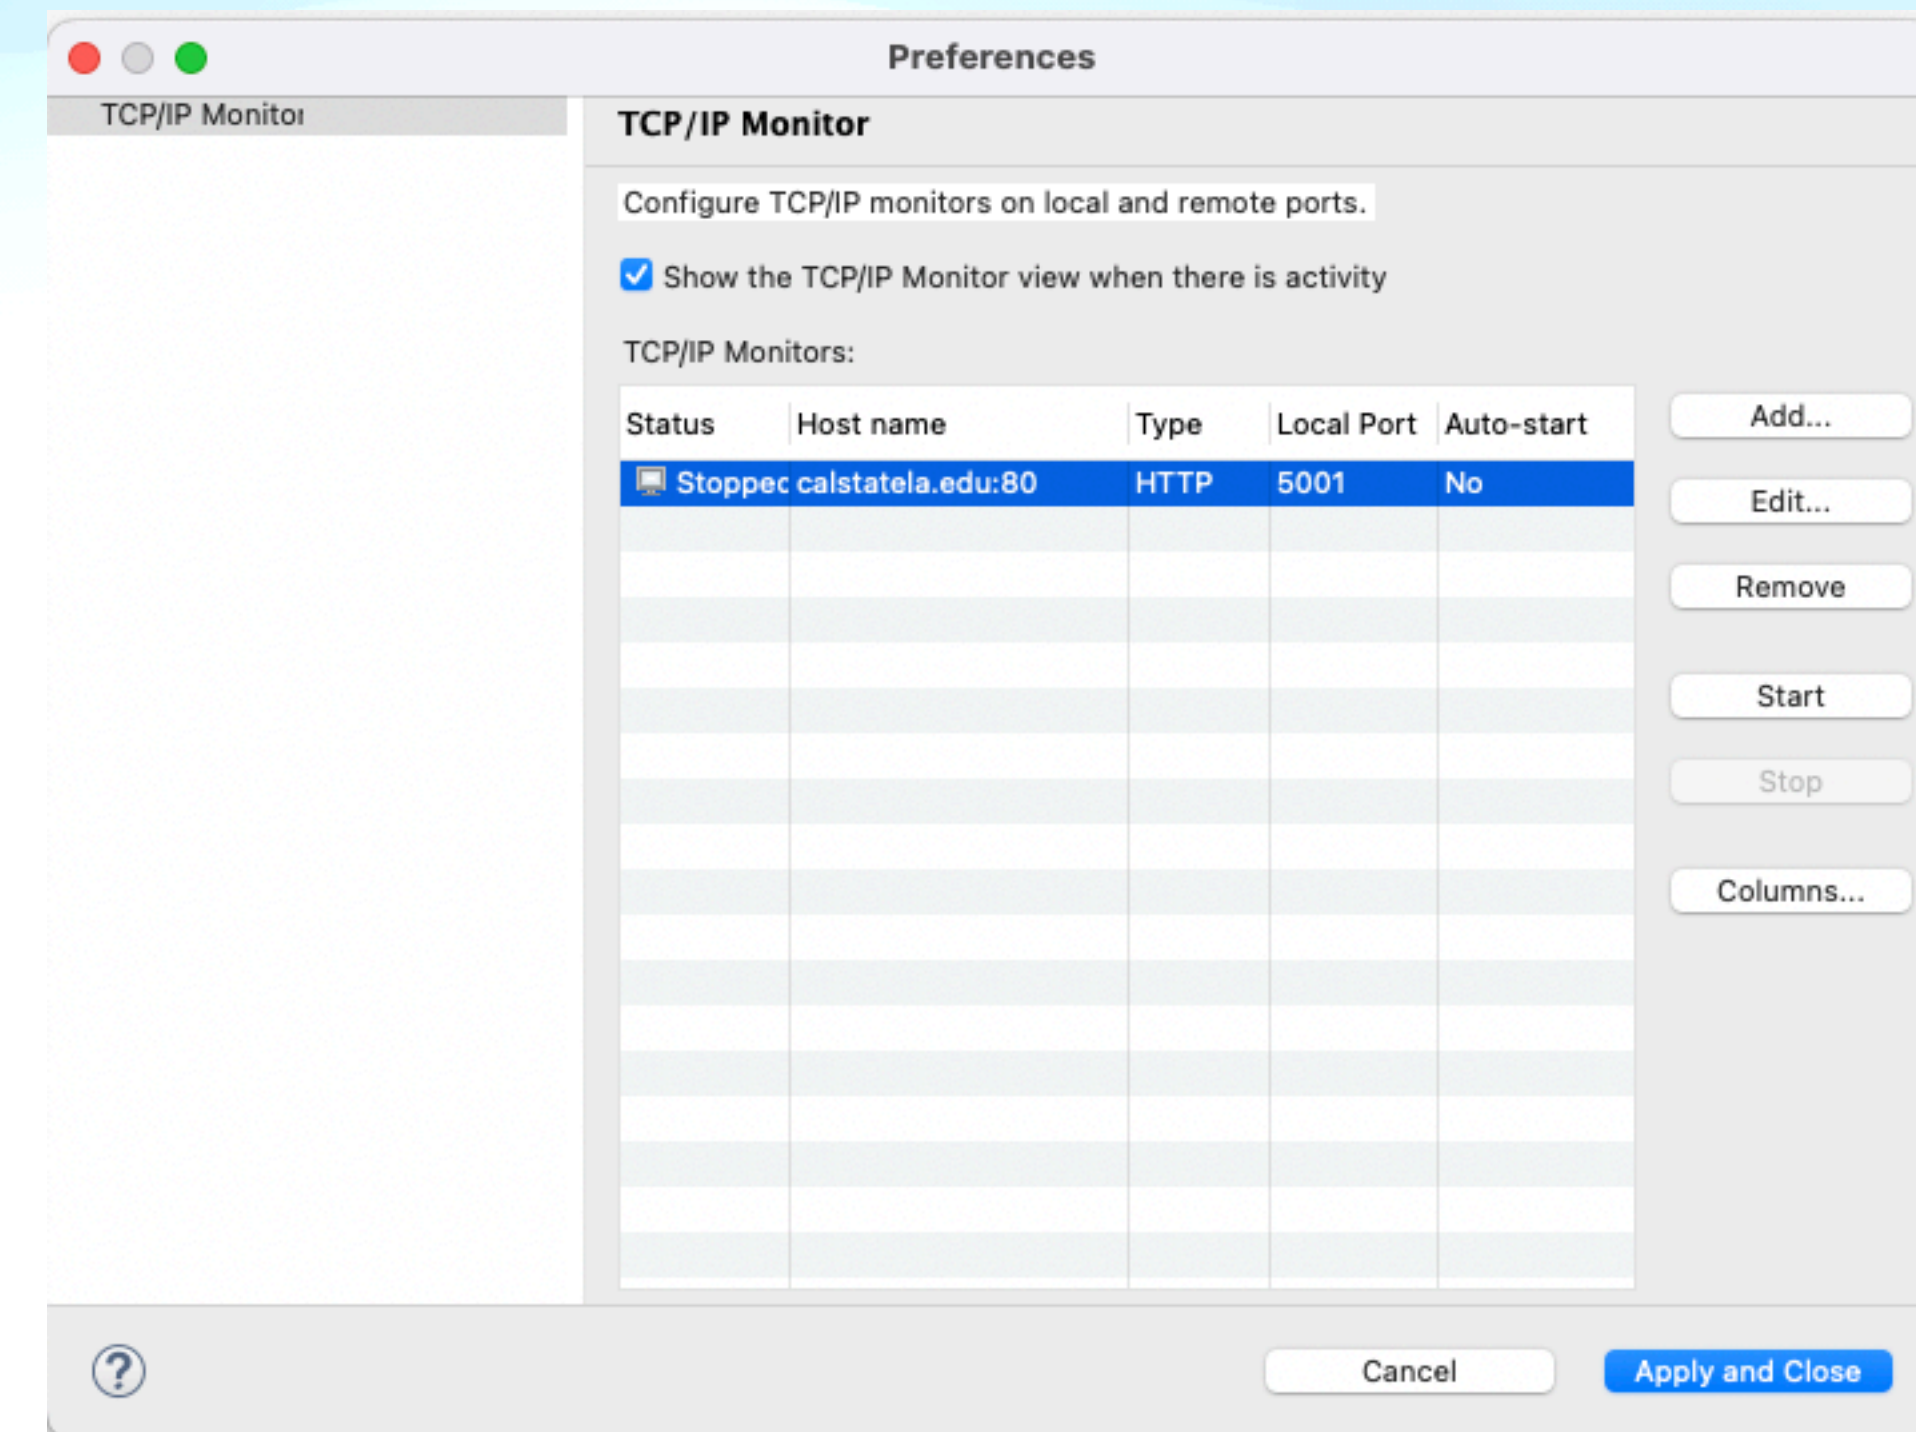 Preferences
TCP/IP Monitor
TCP/IP Monitor
Configure TCP/IP monitors on local and remote ports.
Show the TCP/IP Monitor view when there is activity
TCP/IP Monitors:
Status Host name Type Local Port Auto-start
Stopped calstatela.edu:80 HTTP 5001 No
Add...
Edit...
Remove
Start
Stop
Columns...
?
Cancel Apply and Close